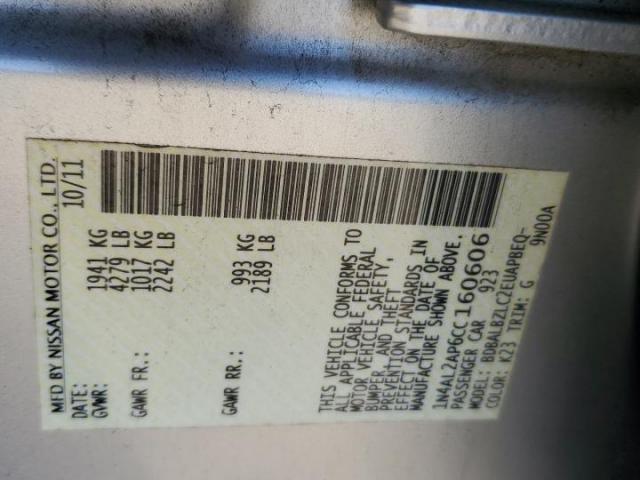 MFD BY NISSAN MOTOR CO., LTD.
DATE: 10/11
GVWR: 1941 KG
4279 LB
GAWR FR.: 1017 KG
2242 LB
GAWR RR.: 993 KG
2189 LB
THIS VEHICLE CONFORMS TO
ALL APPLICABLE FEDERAL
MOTOR VEHICLE SAFETY,
BUMPER, AND THEFT
PREVENTION STANDARDS IN
EFFECT ON THE DATE OF
MANUFACTURE SHOWN ABOVE.
1N4AL2AP6CC160606
PASSENGER CAR 923
MODEL: BDBALBZLC2EUAPBEQ-
9N00A
COLOR: K23 TRIM: G